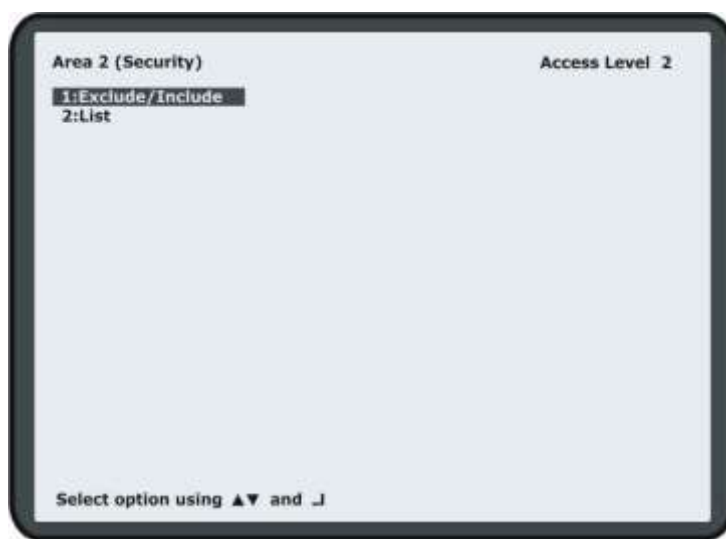 Area 2 (Security) Access Level 2
1:Exclude/Include
2:List
Select option using ▲▼ and ↵